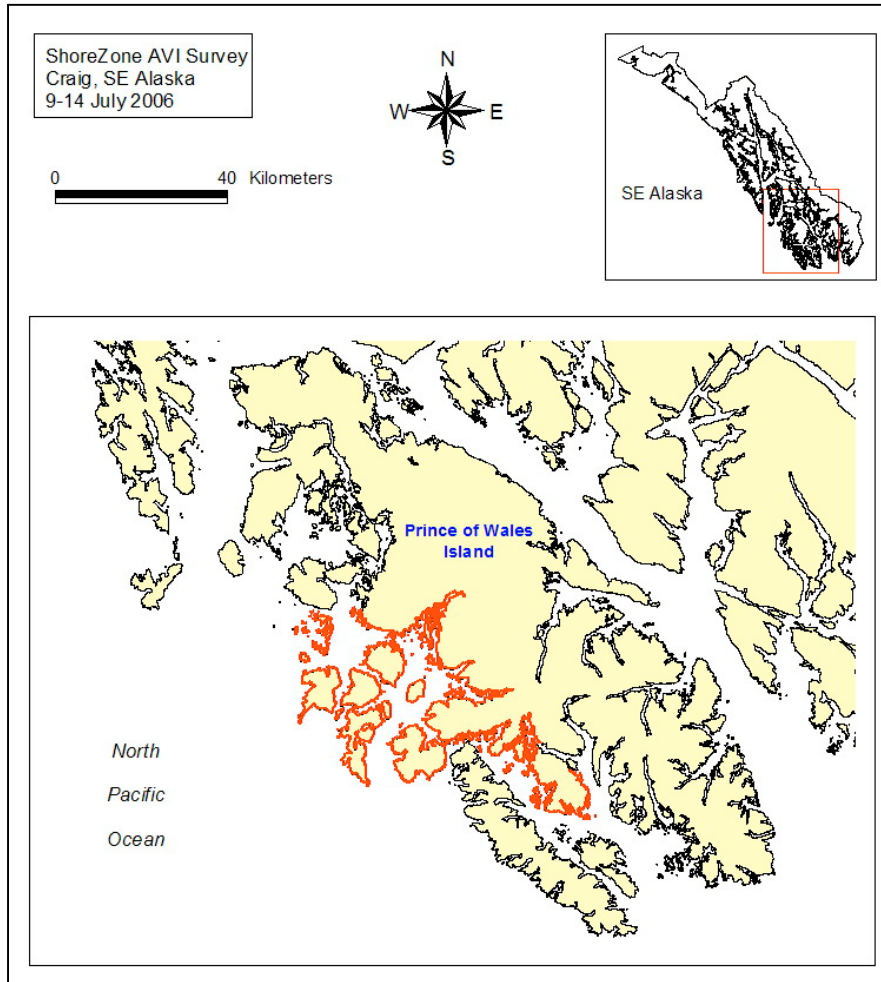 ShoreZone AVI Survey
Craig, SE Alaska
9-14 July 2006
N
W
E
S
0
40 Kilometers
SE Alaska
Prince of Wales
Island
North
Pacific
Ocean